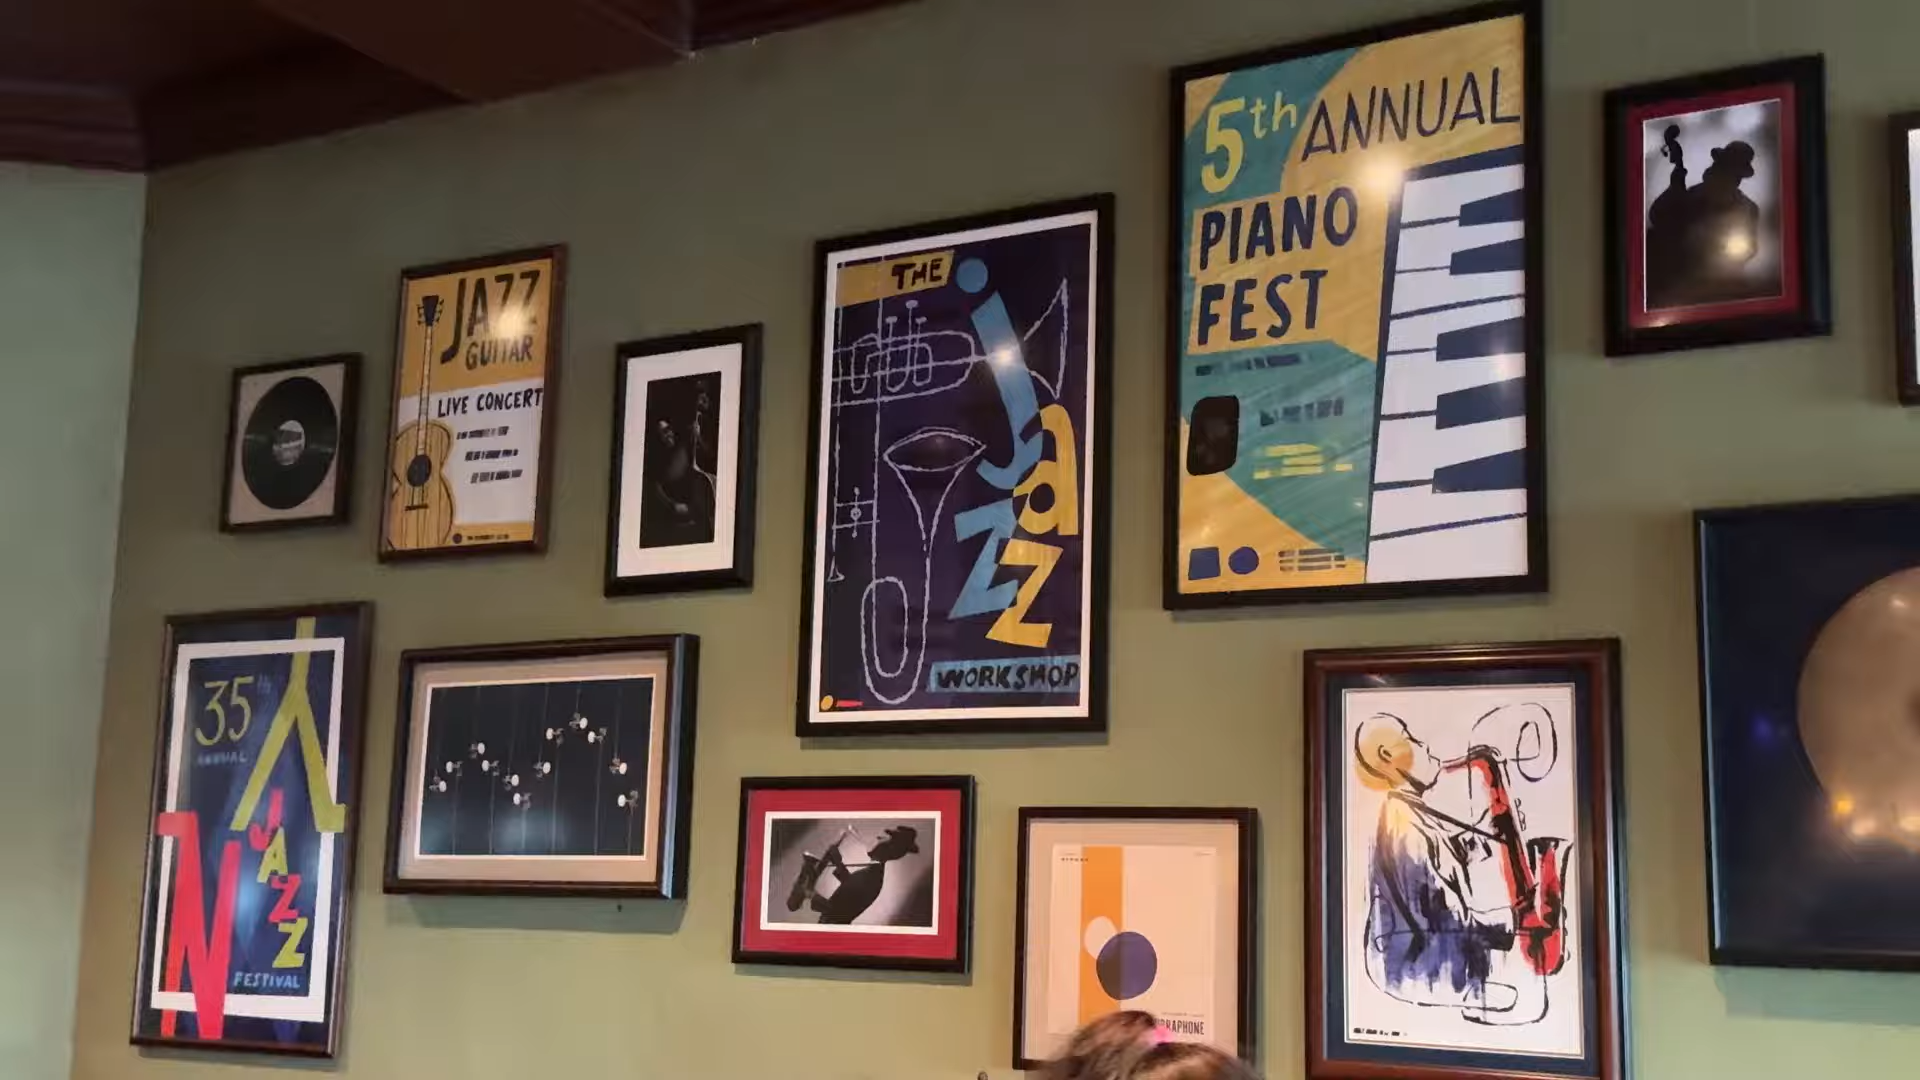 JAZZ
GUITAR
LIVE CONCERT
THE
jazz
WORKSHOP
5th ANNUAL
PIANO
FEST
35th
ANNUAL
JAZZ
FESTIVAL